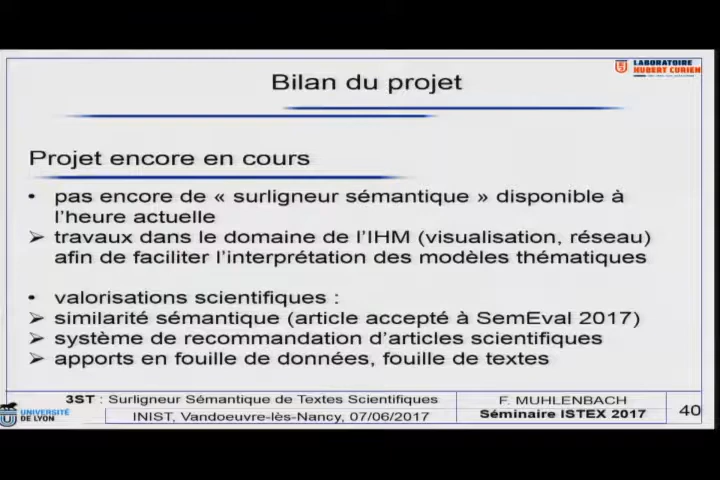 LABORATOIRE
HUBERT CURIEN
Bilan du projet
Projet encore en cours
• pas encore de « surligneur sémantique » disponible à
l'heure actuelle
➢ travaux dans le domaine de l'IHM (visualisation, réseau)
afin de faciliter l'interprétation des modèles thématiques
• valorisations scientifiques :
➢ similarité sémantique (article accepté à SemEval 2017)
➢ système de recommandation d'articles scientifiques
➢ apports en fouille de données, fouille de textes
UNIVERSITÉ
DE LYON
3ST : Surligneur Sémantique de Textes Scientifiques
INIST, Vandoeuvre-lès-Nancy, 07/06/2017
F. MUHLENBACH
Séminaire ISTEX 2017
40